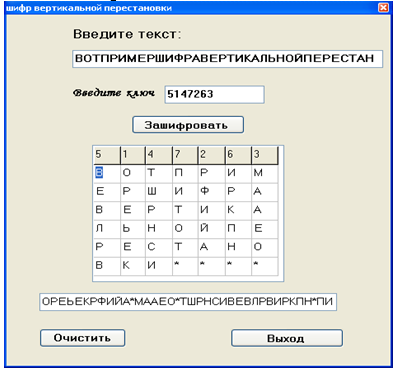 шифр вертикальной перестановки
Введите текст:
ВОТПРИМЕРШИФРАВЕРТИКАЛЬНОЙПЕРЕСТАН
Введите ключ 5147263
Зашифровать
5 1 4 7 2 6 3
В О Т П Р И М
Е Р Ш И Ф Р А
В Е Р Т И К А
Л Ь Н О Й П Е
Р Е С Т А Н О
В К И * * * *
ОРЕЬЕКРФИЙА*МААЕО*ТШРНСИВЕВЛРВИРКПН*ПИ
Очистить Выход